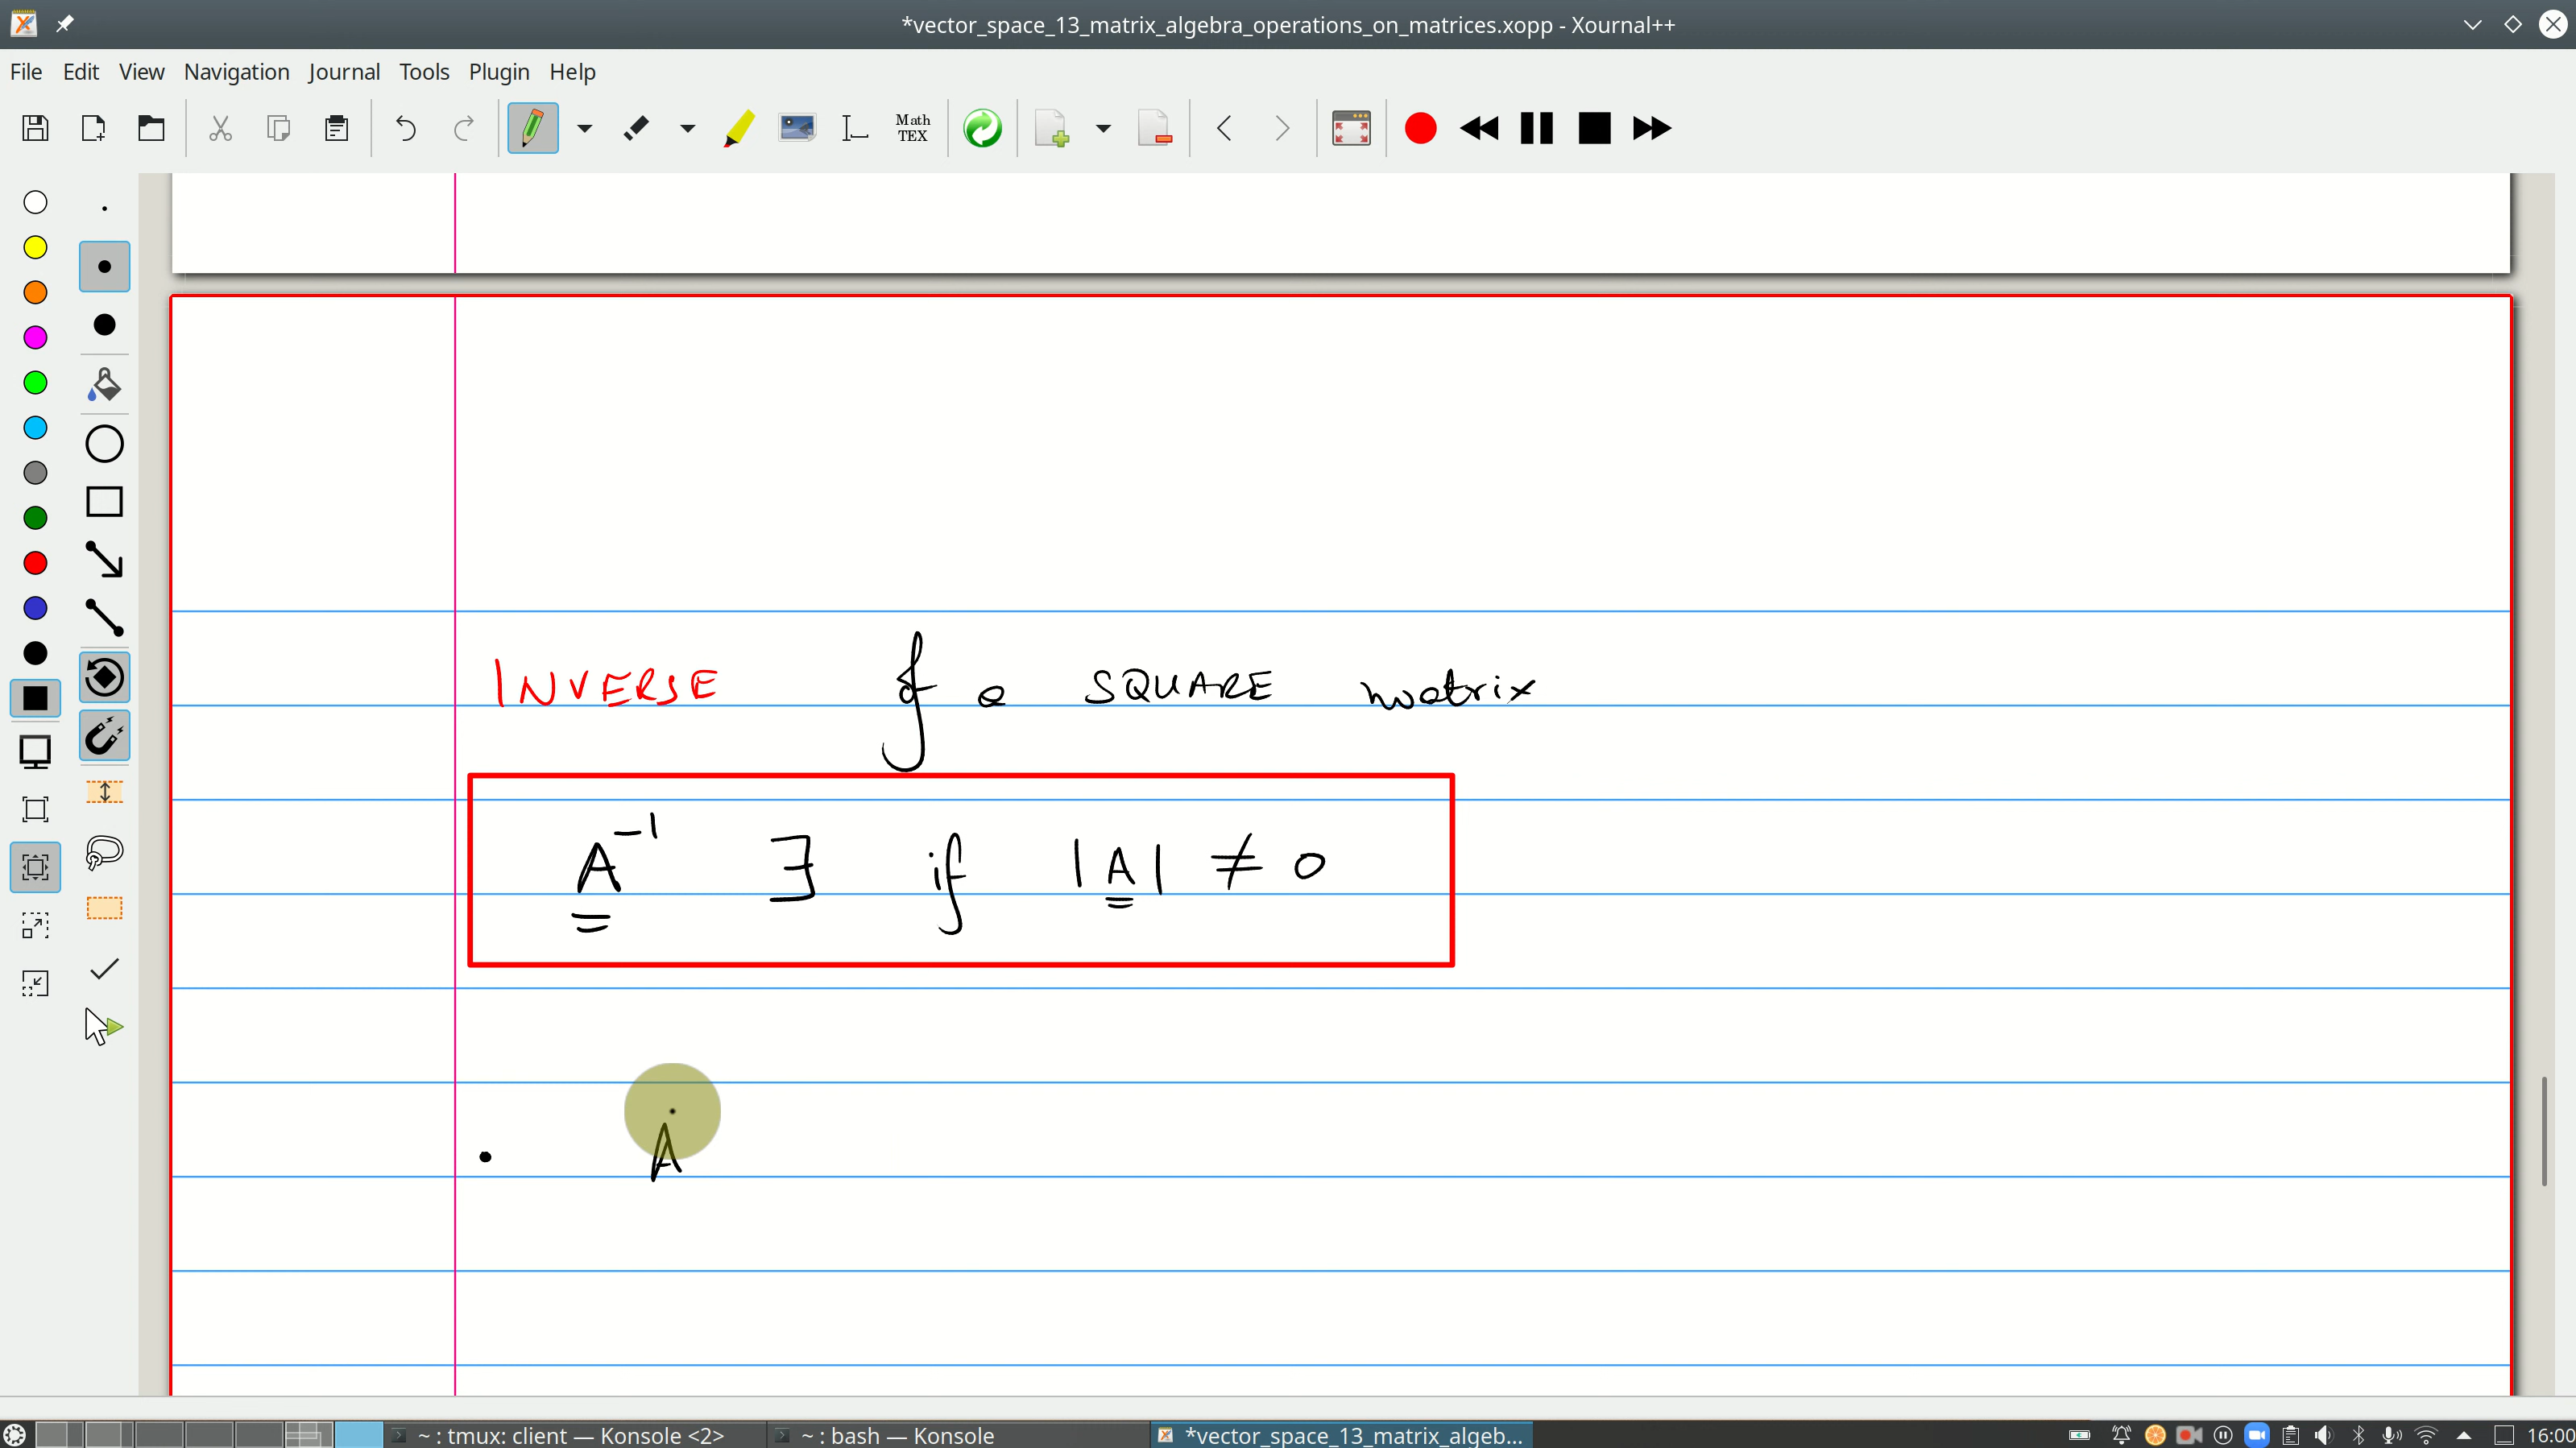 *vector_space_13_matrix_algebra_operations_on_matrices.xopp - Xournal++
File Edit View Navigation Journal Tools Plugin Help
Math
TEX
INVERSE of a SQUARE matrix
A⁻¹ ∃ if |A| ≠ 0
. A
~ : tmux: client — Konsole <2> ~ : bash — Konsole *vector_space_13_matrix_algeb... 16:00